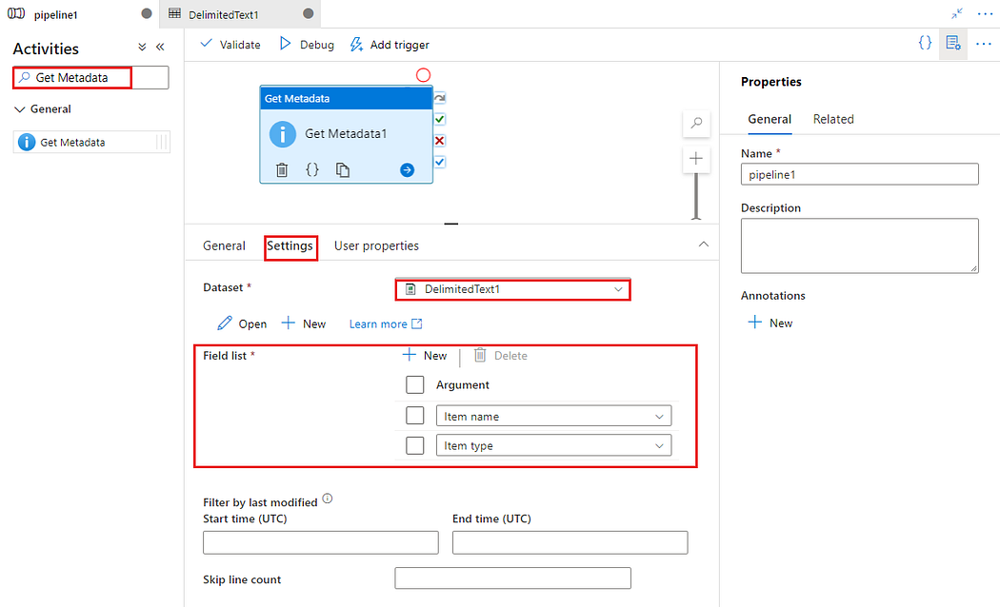 pipeline1
DelimitedText1
Activities
Get Metadata
General
Get Metadata
Validate
Debug
Add trigger
Get Metadata
Get Metadata1
General
Settings
User properties
Dataset *
DelimitedText1
Open
New
Learn more
Field list *
New
Delete
Argument
Item name
Item type
Filter by last modified
Start time (UTC)
End time (UTC)
Skip line count
Properties
General
Related
Name *
pipeline1
Description
Annotations
New